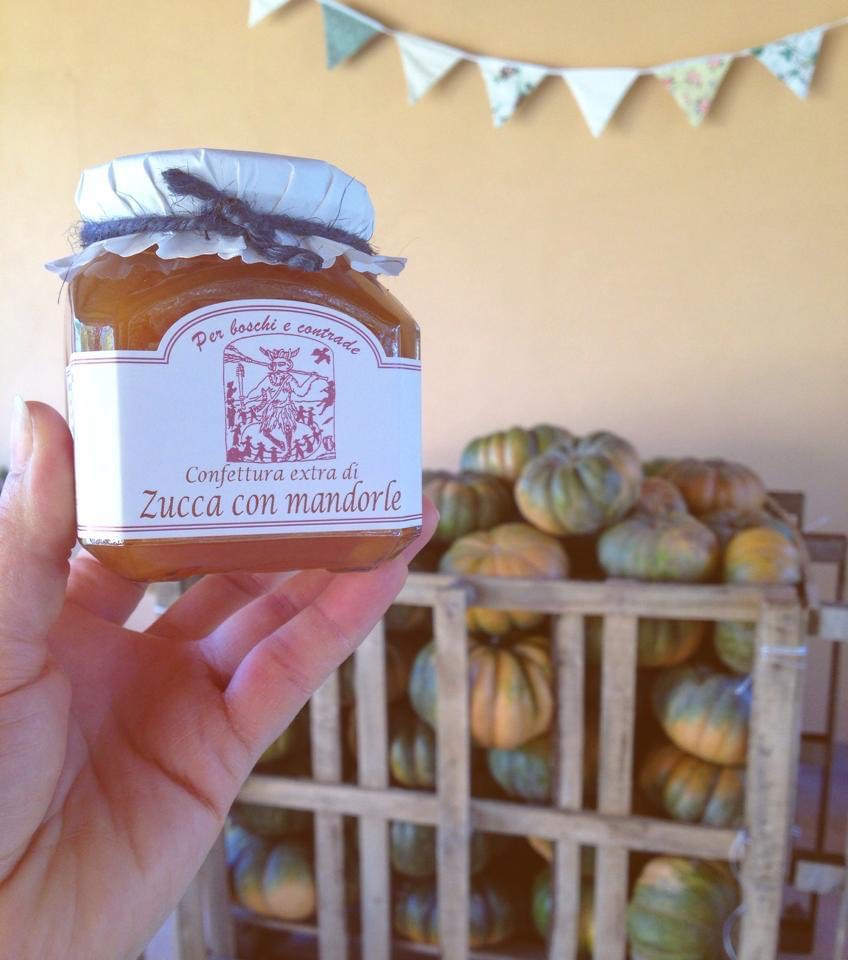 Per boschi e contrade
Confettura extra di
Zucca con mandorle